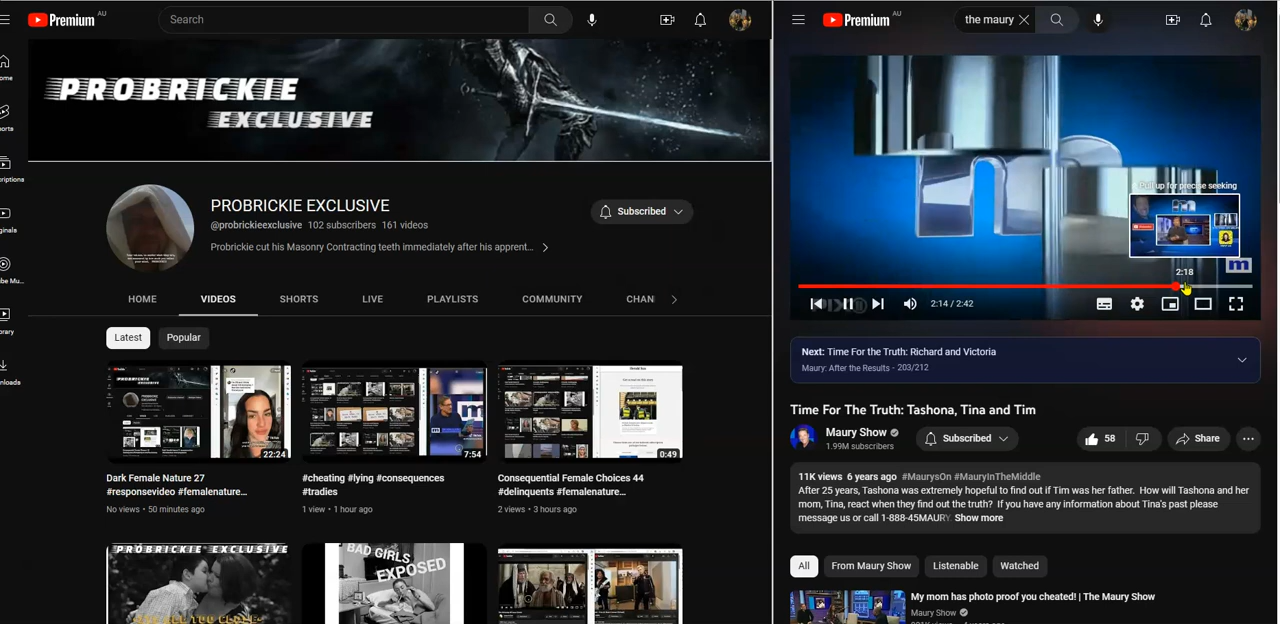 Premium AU
Search
ome
orts
riptions
ginals
be Mu...
rary
nloads
PROBRICKIE
EXCLUSIVE
PROBRICKIE EXCLUSIVE
@probrickieexclusive 102 subscribers 161 videos
Probrickie cut his Masonry Contracting teeth immediately after his apprent...
Subscribed
HOME VIDEOS SHORTS LIVE PLAYLISTS COMMUNITY CHAN
Latest Popular
22:24
7:54
0:49
Dark Female Nature 27
#responsevideo #femalenature...
No views • 50 minutes ago
#cheating #lying #consequences
#tradies
1 view • 1 hour ago
Consequential Female Choices 44
#delinquents #femalenature...
2 views • 3 hours ago
PROBRICKIE EXCLUSIVE
BAD GIRLS
EXPOSED
Premium AU
the maury
Pull up for precise seeking
2:18
m
2:14 / 2:42
Next: Time For the Truth: Richard and Victoria
Maury: After the Results - 203/212
Time For The Truth: Tashona, Tina and Tim
Maury Show
1.99M subscribers
Subscribed
58
Share
11K views 6 years ago #MaurysOn #MauryInTheMiddle
After 25 years, Tashona was extremely hopeful to find out if Tim was her father. How will Tashona and her
mom, Tina, react when they find out the truth? If you have any information about Tina's past please
message us or call 1-888-45MAURY. Show more
All From Maury Show Listenable Watched
My mom has photo proof you cheated! | The Maury Show
Maury Show